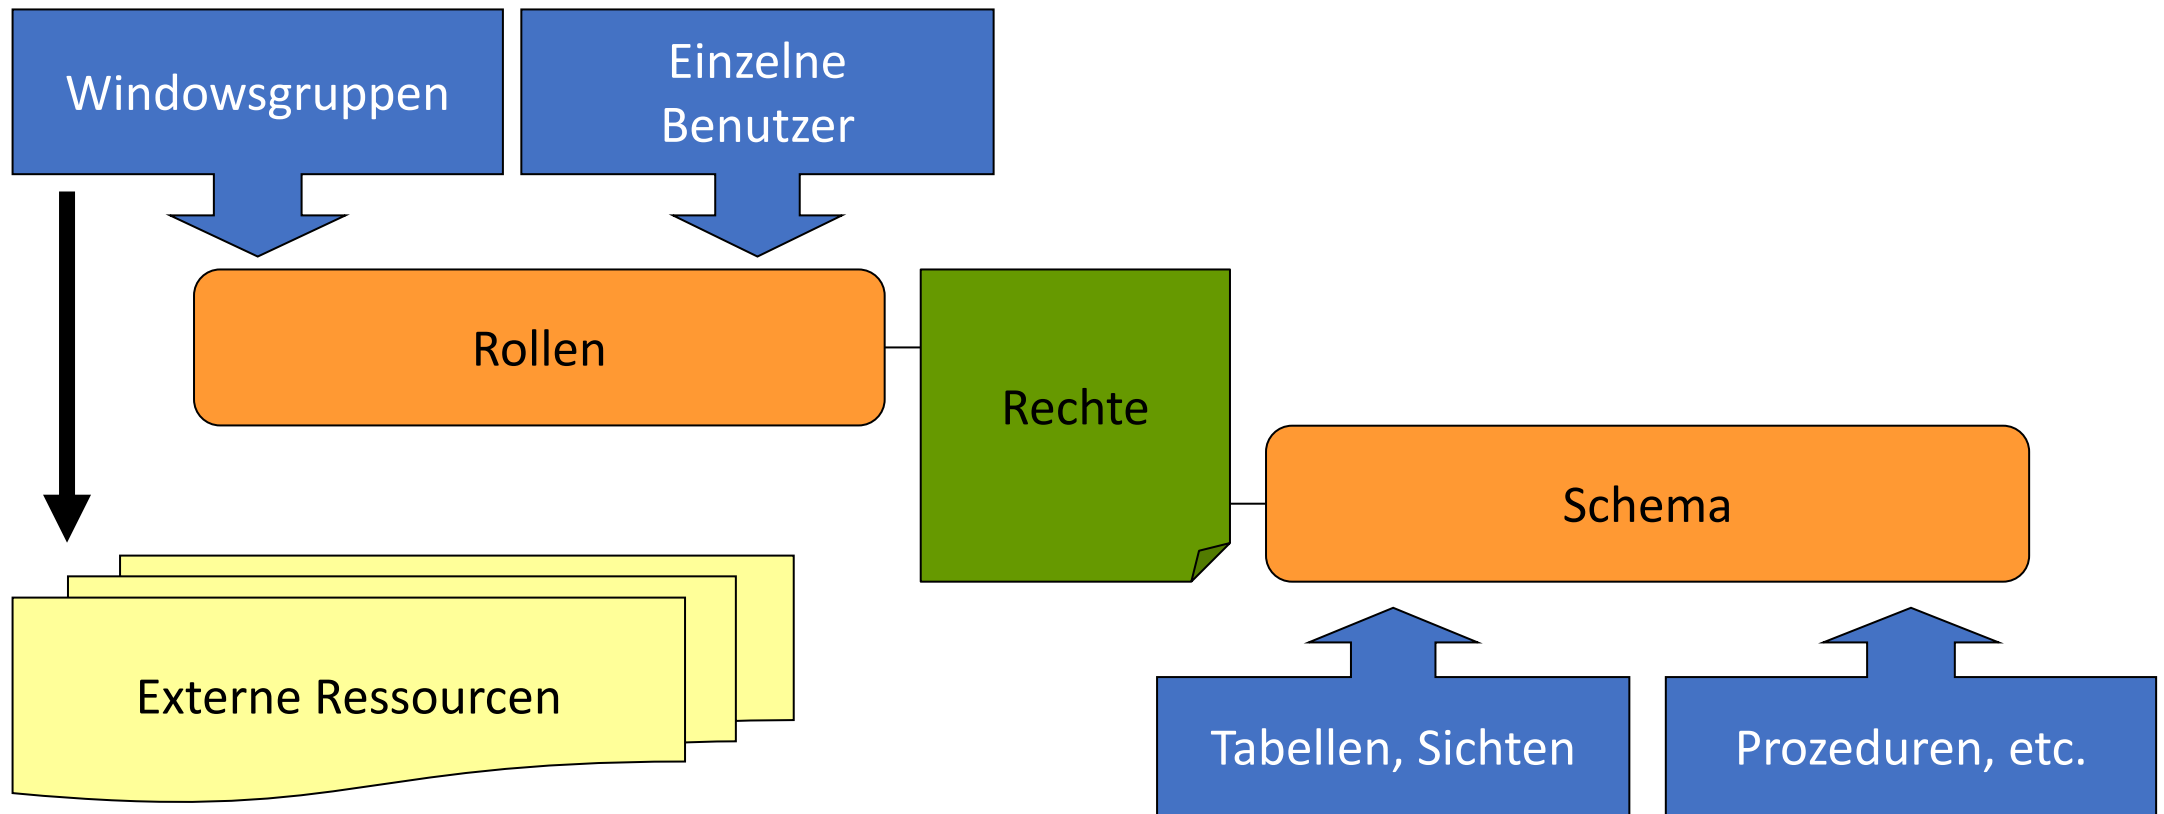 Windowsgruppen
Einzelne
Benutzer
Rollen
Rechte
Schema
Externe Ressourcen
Tabellen, Sichten
Prozeduren, etc.